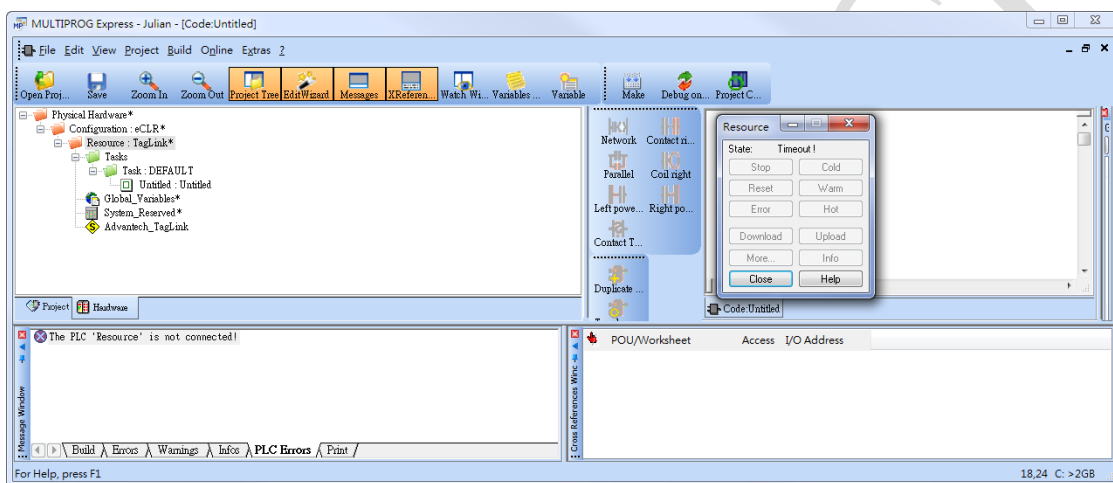 MULTIPROG Express - Julian - [Code:Untitled]
File Edit View Project Build Online Extras ?
Open Proj... Save Zoom In Zoom Out Project Tree Edit Wizard Messages XReferen... Watch Wi... Variables ... Variable Make Debug on... Project C...
Physical Hardware*
Configuration : eCLR*
Resource : TagLink*
Tasks
Task : DEFAULT
Untitled : Untitled
Global_Variables*
System_Reserved*
Advantech_TagLink
Project Hardware
Network Contact ri...
Parallel Coil right
Left powe... Right po...
Contact T...
Duplicate ...
Resource
State: Timeout !
Stop Cold
Reset Warm
Error Hot
Download Upload
More... Info
Close Help
Code:Untitled
The PLC 'Resource' is not connected!
Message Window
Build Errors Warnings Infos PLC Errors Print
Cross References Winc
POU/Worksheet Access I/O Address
For Help, press F1
18,24 C: >2GB